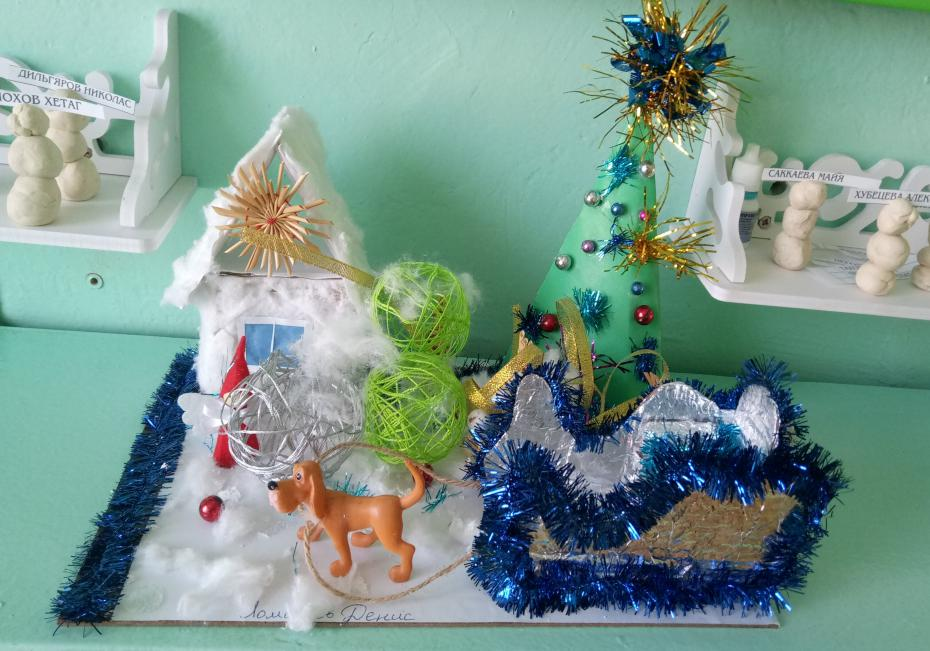 ДИЛЬГЯРОВ НИКОЛАС
ОХОВ ХЕТАГ
САККАЕВА МАЙЯ
ХУБЕЦЕВА АЛЕК
Денис